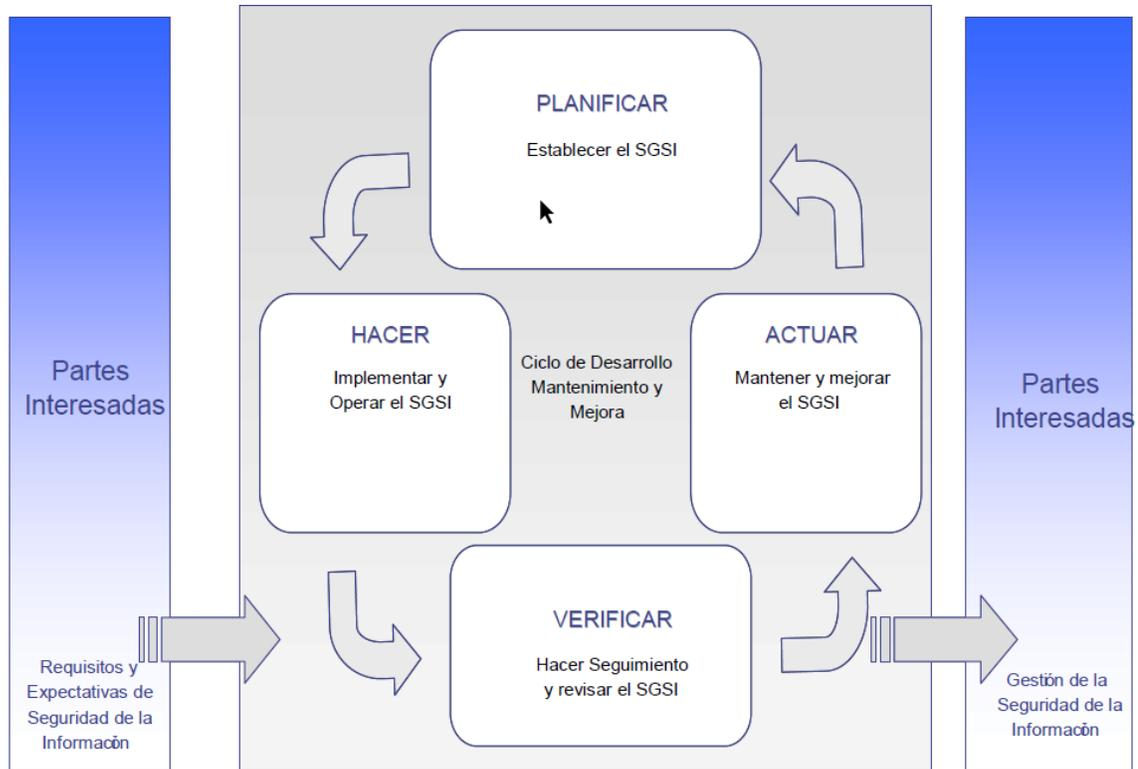 PLANIFICAR
Establecer el SGSI
HACER
Implementar y
Operar el SGSI
Ciclo de Desarrollo
Mantenimiento y
Mejora
ACTUAR
Mantener y mejorar
el SGSI
VERIFICAR
Hacer Seguimiento
y revisar el SGSI
Partes
Interesadas
Requisitos y
Expectativas de
Seguridad de la
Información
Partes
Interesadas
Gestión de la
Seguridad de la
Información